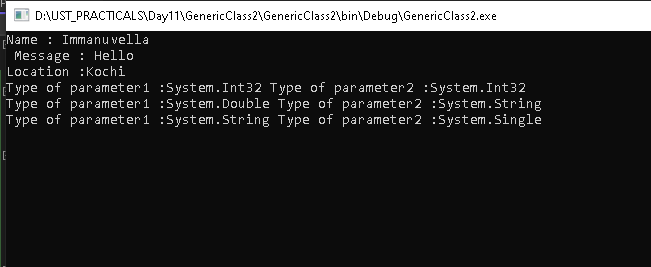 D:\UST_PRACTICALS\Day11\GenericClass2\GenericClass2\bin\Debug\GenericClass2.exe
Name : Immanuvella
 Message : Hello
Location :Kochi
Type of parameter1 :System.Int32 Type of parameter2 :System.Int32
Type of parameter1 :System.Double Type of parameter2 :System.String
Type of parameter1 :System.String Type of parameter2 :System.Single